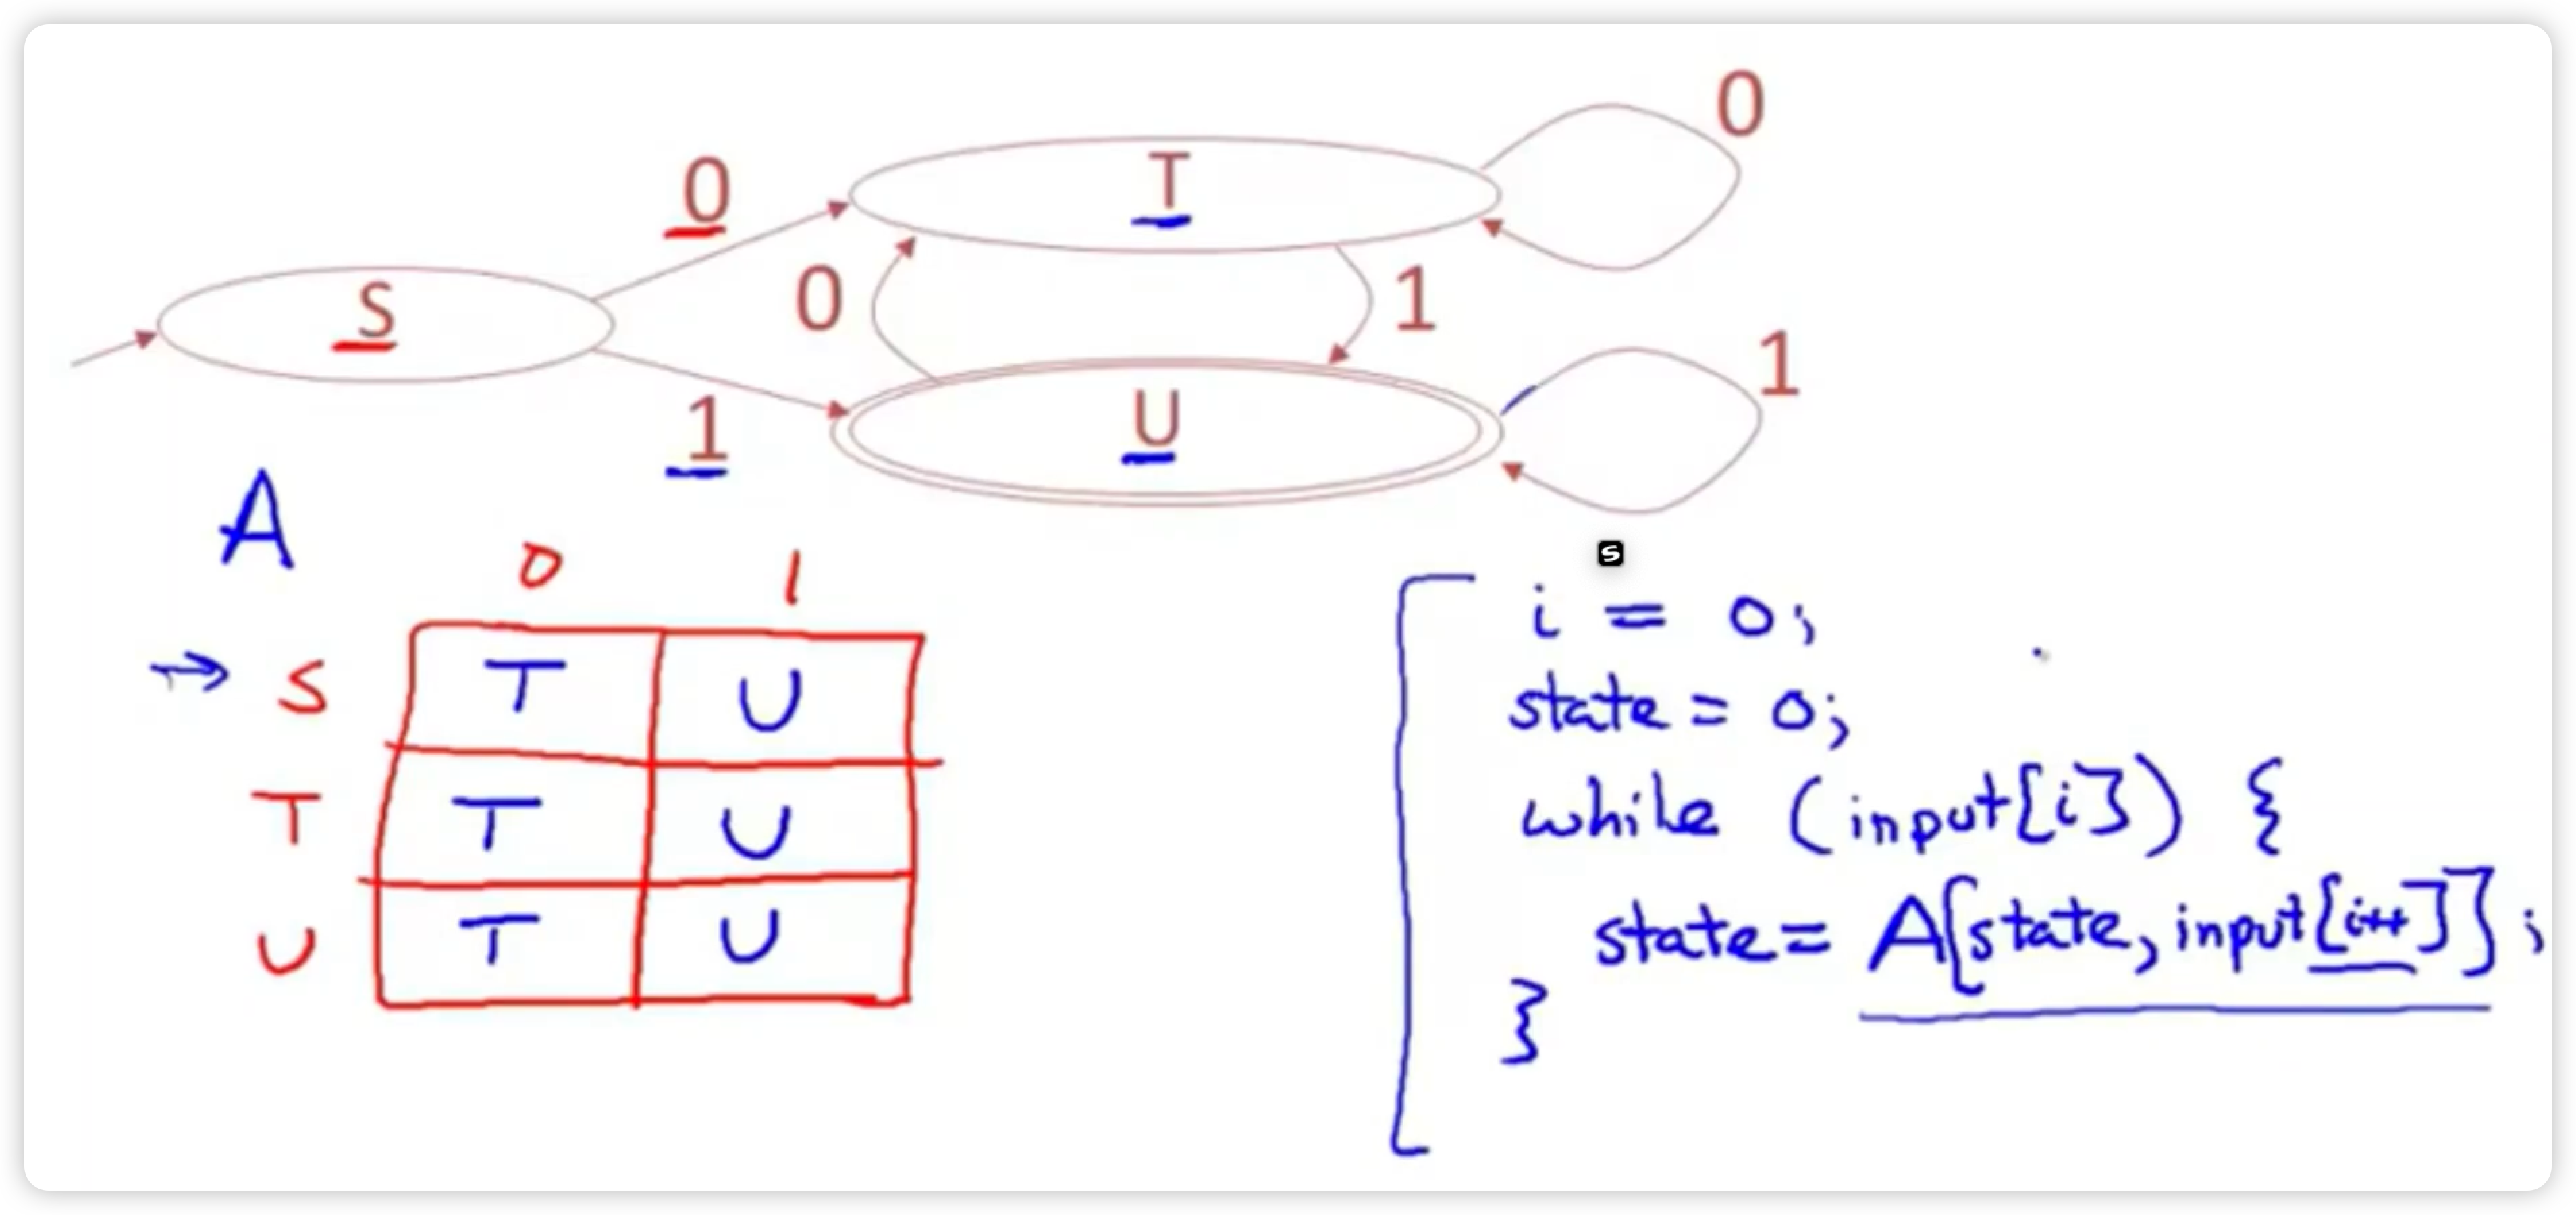 0
T
0
S
0
1
1
1
U
A
0 1
S T U
T T U
U T U
S
i = 0;
state = 0;
while (input[i]) {
state = A[state, input[i++]];
}